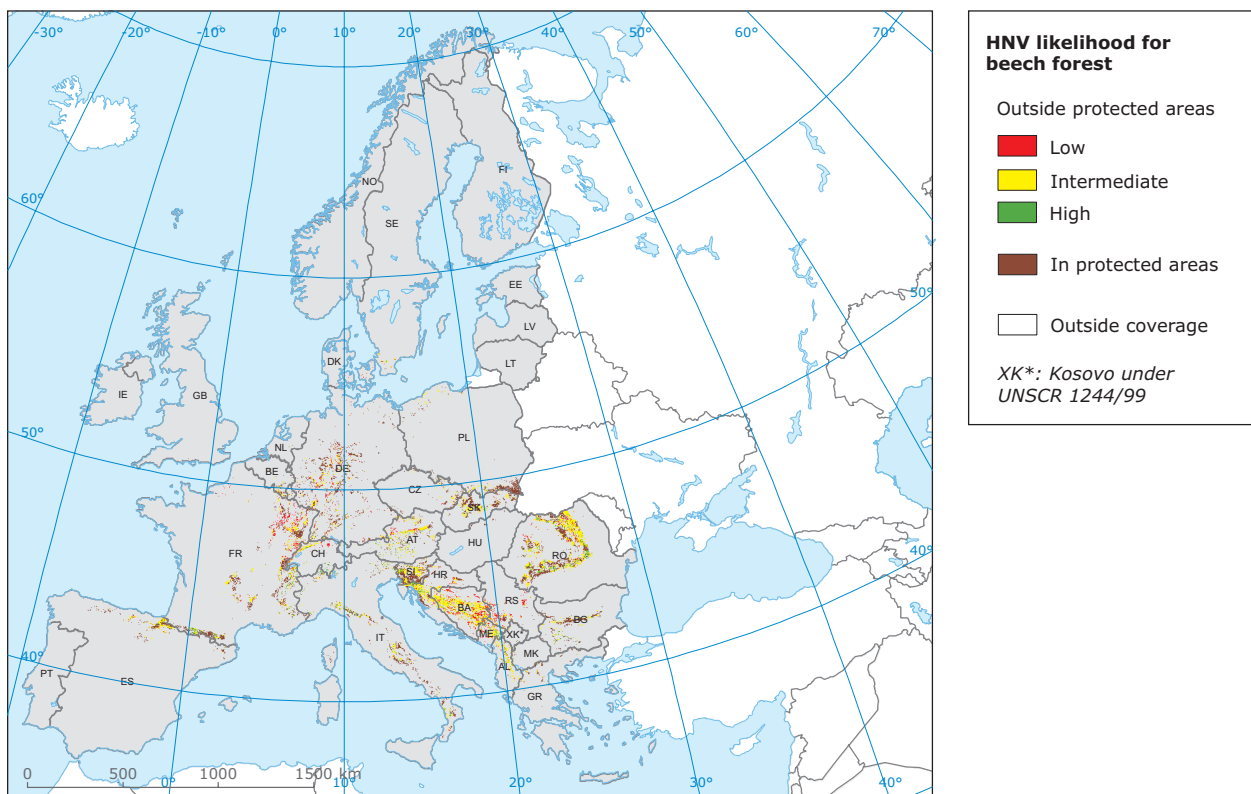 -30°
-20°
-10°
0°
10°
20°
30°
40°
50°
60°
70°
60°
50°
50°
40°
40°
NO
SE
FI
EE
LV
LT
DK
IE
GB
NL
BE
DE
PL
CZ
SK
FR
CH
AT
HU
RO
SI
HR
BA
RS
ME
XK*
BG
MK
AL
IT
GR
PT
ES
0 500 1000 1500 km
0° 10° 20° 30° 40°
HNV likelihood for
beech forest
Outside protected areas
Low
Intermediate
High
In protected areas
Outside coverage
XK*: Kosovo under
UNSCR 1244/99